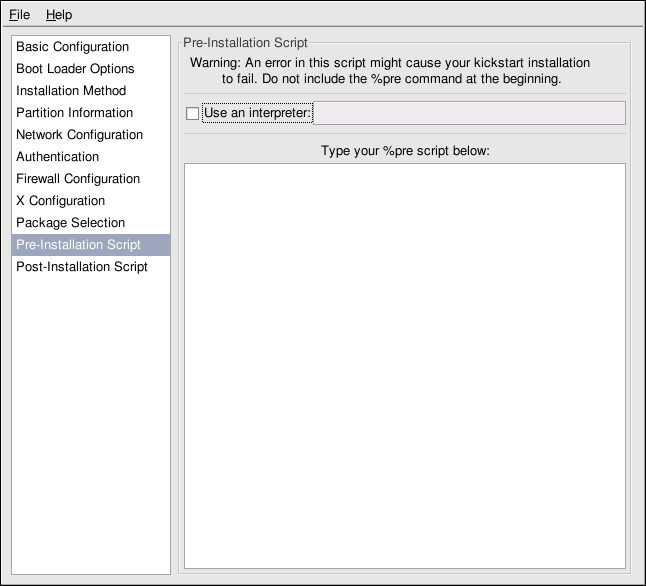 File Help
Basic Configuration
Boot Loader Options
Installation Method
Partition Information
Network Configuration
Authentication
Firewall Configuration
X Configuration
Package Selection
Pre-Installation Script
Post-Installation Script
Pre-Installation Script
Warning: An error in this script might cause your kickstart installation
to fail. Do not include the %pre command at the beginning.
Use an interpreter:
Type your %pre script below: